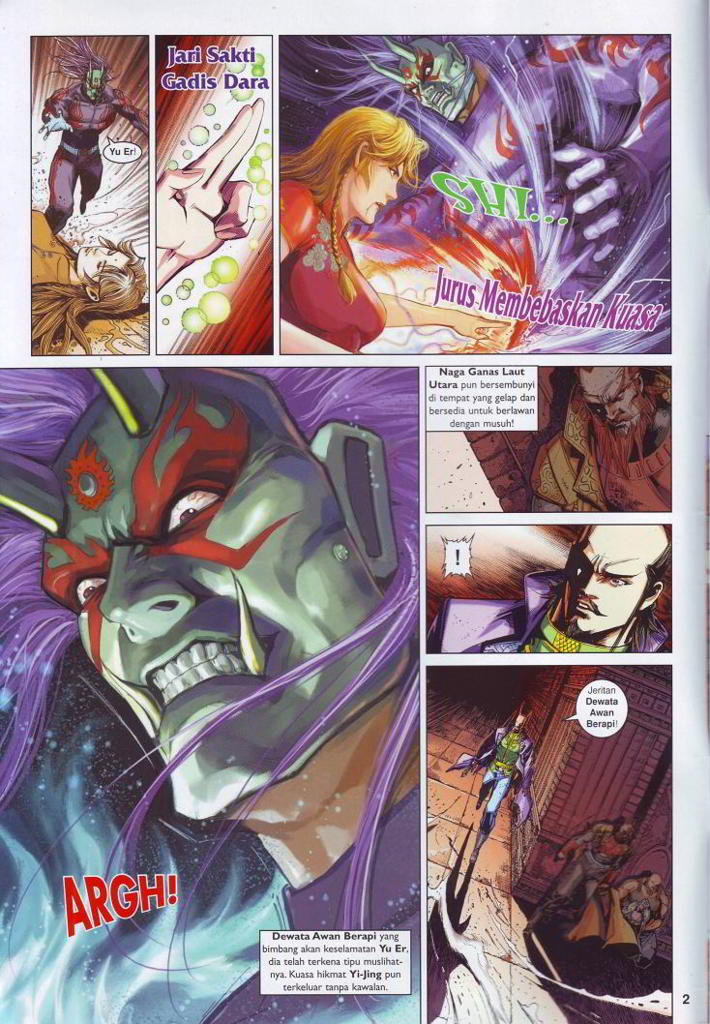 Yu Er!
Jari Sakti
Gadis Dara
SHI...
Jurus Membebaskan Kuasa
Naga Ganas Laut
Utara pun bersembunyi
di tempat yang gelap dan
bersedia untuk berlawan
dengan musuh!
!
Jeritan
Dewata
Awan
Berapi!
ARGH!
Dewata Awan Berapi yang
bimbang akan keselamatan Yu Er,
dia telah terkena tipu muslihat-
nya. Kuasa hikmat Yi-Jing pun
terkeluar tanpa kawalan.
2